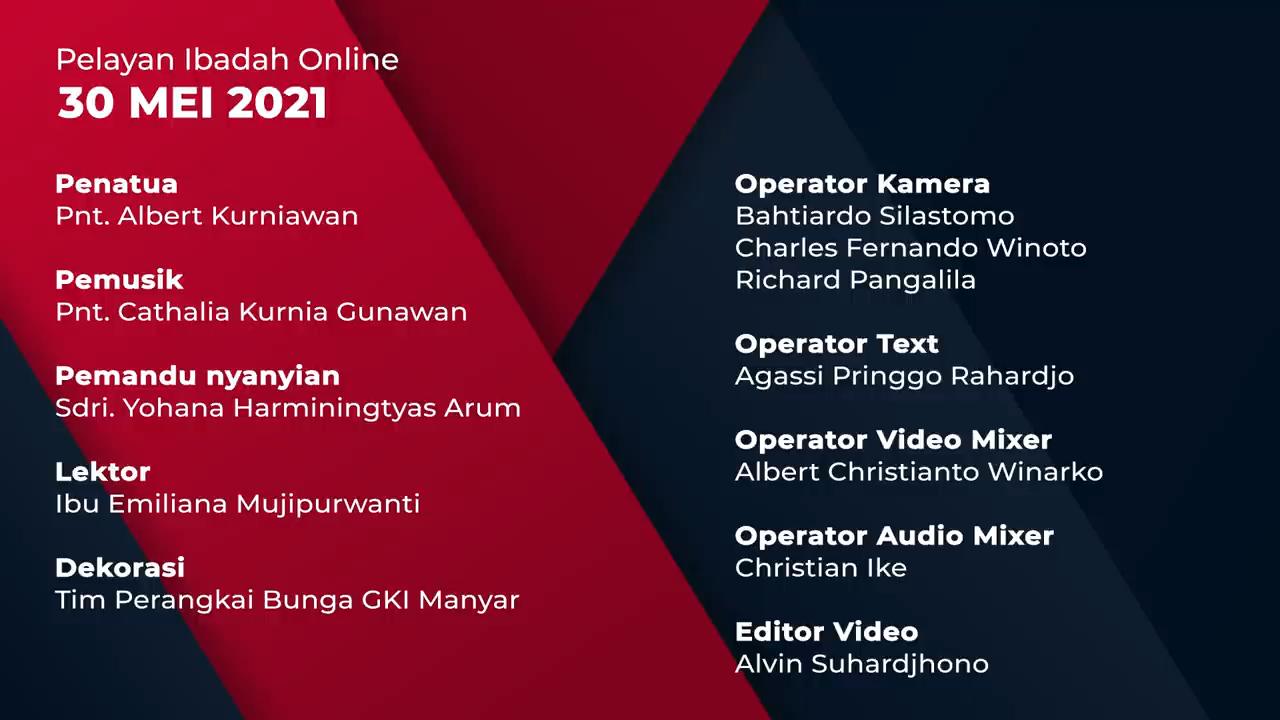 Pelayan Ibadah Online
30 MEI 2021
Penatua
Pnt. Albert Kurniawan
Pemusik
Pnt. Cathalia Kurnia Gunawan
Pemandu nyanyian
Sdri. Yohana Harminingtyas Arum
Lektor
Ibu Emiliana Mujipurwanti
Dekorasi
Tim Perangkai Bunga GKI Manyar
Operator Kamera
Bahtiardo Silastomo
Charles Fernando Winoto
Richard Pangalila
Operator Text
Agassi Pringgo Rahardjo
Operator Video Mixer
Albert Christianto Winarko
Operator Audio Mixer
Christian Ike
Editor Video
Alvin Suhardjhono